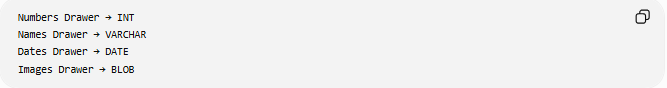 Numbers Drawer → INT
Names Drawer → VARCHAR
Dates Drawer → DATE
Images Drawer → BLOB